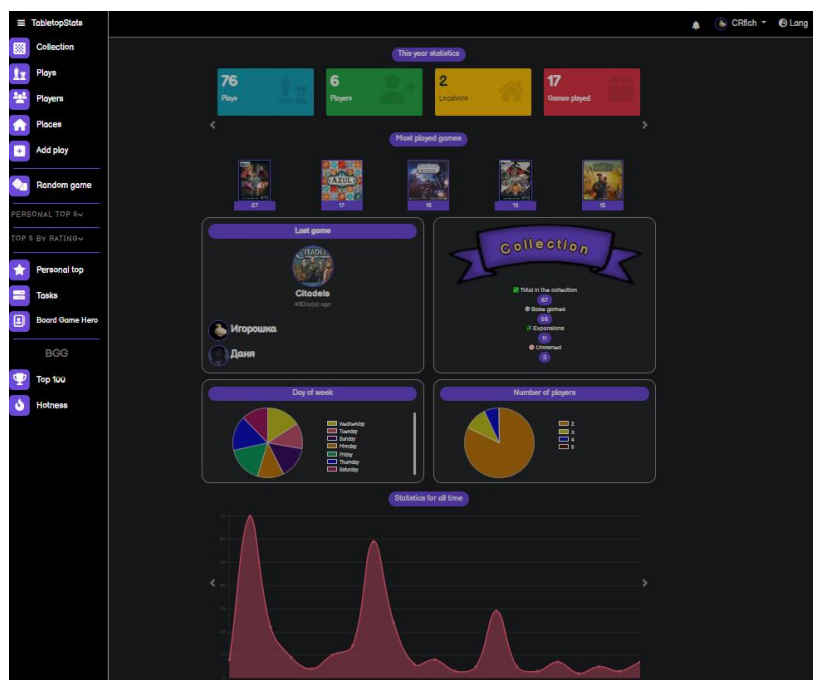 TabletopStats
CRfich
Lang
Collection
Plays
Players
Places
Add play
Random game
PERSONAL TOP 5
TOP 5 BY RATING
Personal top
Tasks
Board Game Hero
BGG
Top 100
Hotness
This year statistics
76
Plays
6
Players
2
Locations
17
Games played
Most played games
AZUL
27
17
15
15
Last game
Citadels
Day(s) ago
Игорошка
Даня
Collection
Total in the collection
67
Base games
56
Expansions
11
Unowned
Day of week
Wednesday
Tuesday
Sunday
Monday
Friday
Thursday
Saturday
Number of players
2
3
4
5
Statistics for all time